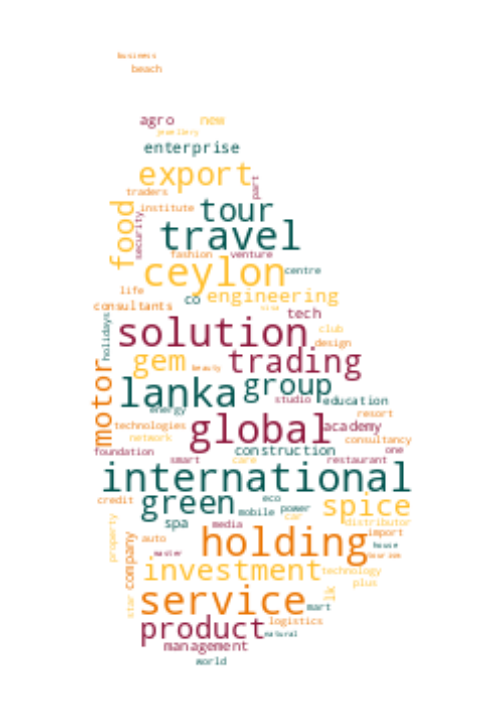 business
beach
agro new
jewellery
enterprise
export
part
traders
food
institute tour
security
travel
fashion venture
ceylon centre
life
co engineering
consultants
holidays
visa
tech
solution club
design
gem trading
beauty
motor
lanka group
studio education
energy
resort
technologies global academy
network consultancy
foundation construction one
smart care restaurant
international
credit green eco spice
mobile power
car
property
spa media distributor
auto holding import
house
company
master tourism
investment technology
plus
star
service lk
mart
product logistics
natural
management
world